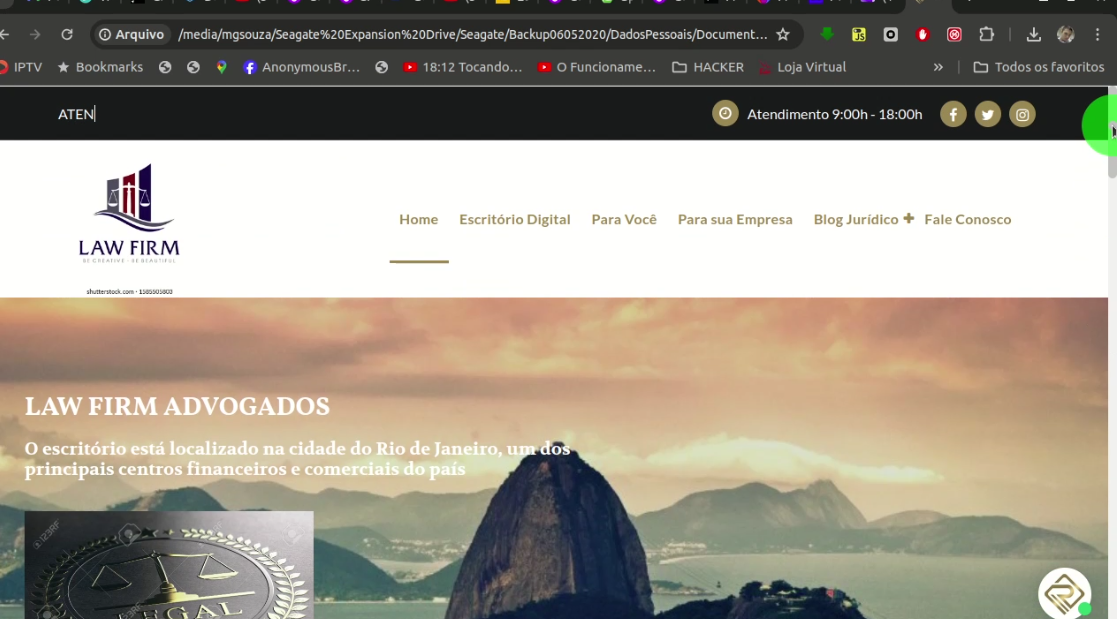 Arquivo
/media/mgsouza/Seagate%20Expansion%20Drive/Seagate/Backup06052020/DadosPessoais/Document...
IPTV
Bookmarks
AnonymousBr...
18:12 Tocando...
O Funcioname...
HACKER
Loja Virtual
»
Todos os favoritos
ATEN
Atendimento 9:00h - 18:00h
LAW FIRM
BE CREATIVE | BE BEAUTIFUL
shutterstock.com · 1585505803
Home
Escritório Digital
Para Você
Para sua Empresa
Blog Jurídico +
Fale Conosco
LAW FIRM ADVOGADOS
O escritório está localizado na cidade do Rio de Janeiro, um dos
principais centros financeiros e comerciais do país
123RF
123RF
LEGAL